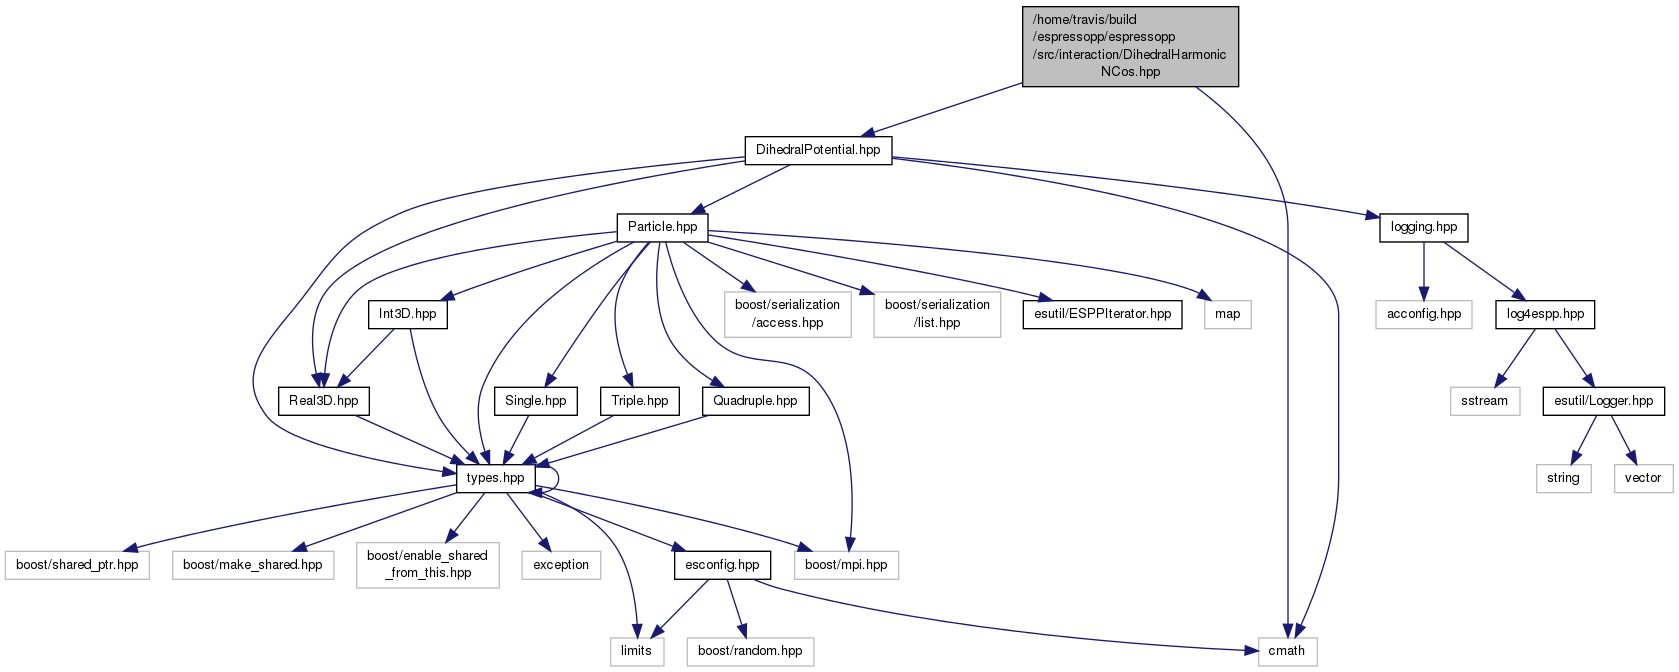 /home/travis/build
/espressopp/espressopp
/src/interaction/DihedralHarmonic
NCos.hpp
DihedralPotential.hpp
Particle.hpp
logging.hpp
Int3D.hpp
boost/serialization
/access.hpp
boost/serialization
/list.hpp
esutil/ESPPIterator.hpp
map
acconfig.hpp
log4espp.hpp
Real3D.hpp
Single.hpp
Triple.hpp
Quadruple.hpp
sstream
esutil/Logger.hpp
types.hpp
string
vector
boost/shared_ptr.hpp
boost/make_shared.hpp
boost/enable_shared
_from_this.hpp
exception
esconfig.hpp
boost/mpi.hpp
limits
boost/random.hpp
cmath